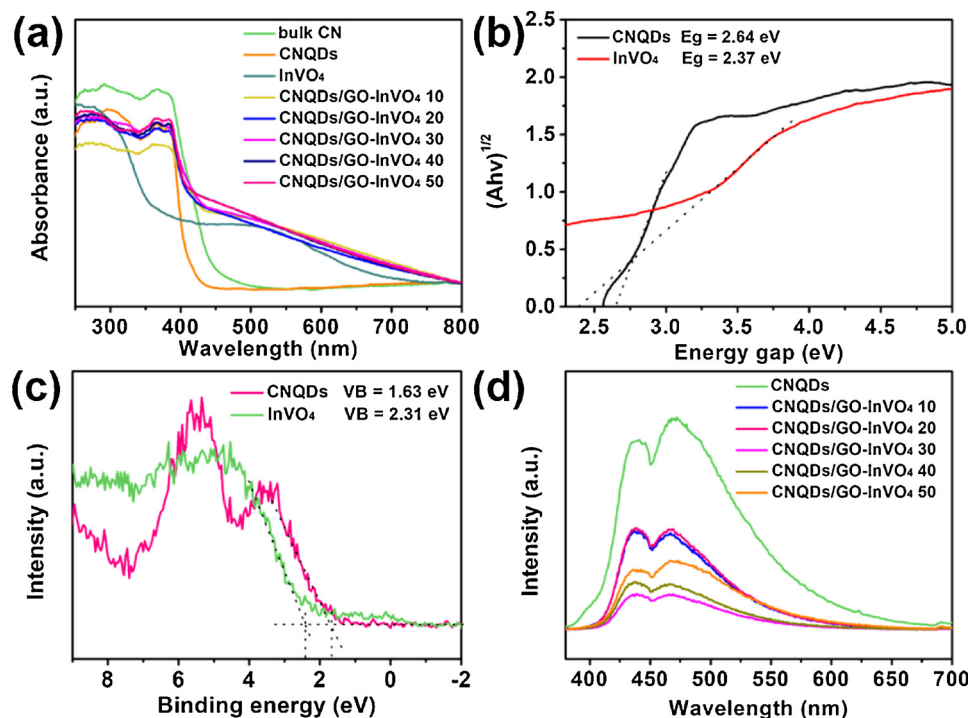 (a)
bulk CN
CNQDs
InVO₄
CNQDs/GO-InVO₄ 10
CNQDs/GO-InVO₄ 20
CNQDs/GO-InVO₄ 30
CNQDs/GO-InVO₄ 40
CNQDs/GO-InVO₄ 50
Absorbance (a.u.)
300 400 500 600 700 800
Wavelength (nm)
(b)
CNQDs Eg = 2.64 eV
InVO₄ Eg = 2.37 eV
(Ahν)^1/2
2.5
2.0
1.5
1.0
0.5
0.0
2.5 3.0 3.5 4.0 4.5 5.0
Energy gap (eV)
(c)
CNQDs VB = 1.63 eV
InVO₄ VB = 2.31 eV
Intensity (a.u.)
8 6 4 2 0 -2
Binding energy (eV)
(d)
CNQDs
CNQDs/GO-InVO₄ 10
CNQDs/GO-InVO₄ 20
CNQDs/GO-InVO₄ 30
CNQDs/GO-InVO₄ 40
CNQDs/GO-InVO₄ 50
Intensity (a.u.)
400 450 500 550 600 650 700
Wavelength (nm)